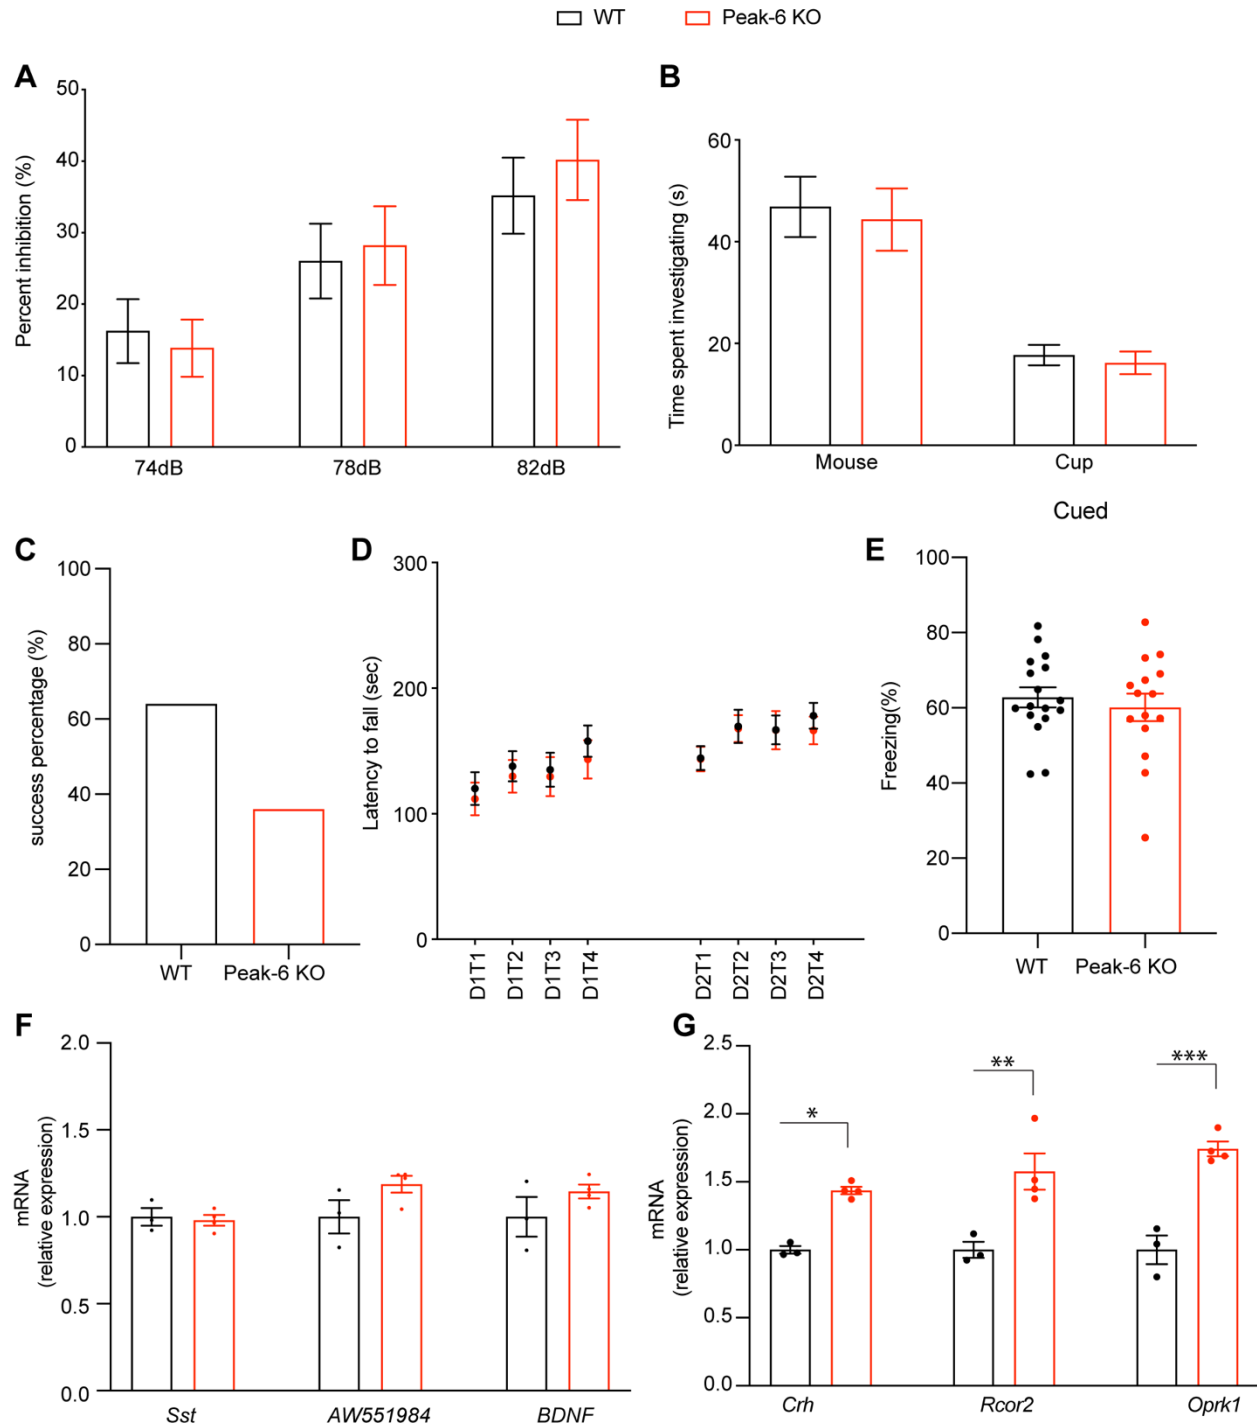 WT Peak-6 KO
A
Percent inhibition (%)
50
40
30
20
10
0
74dB 78dB 82dB
B
Time spent investigating (s)
60
40
20
0
Mouse Cup
C
success percentage (%)
100
80
60
40
20
0
WT Peak-6 KO
D
Latency to fall (sec)
300
200
100
0
D1T1 D1T2 D1T3 D1T4 D2T1 D2T2 D2T3 D2T4
Cued
E
Freezing(%)
100
80
60
40
20
0
WT Peak-6 KO
F
mRNA
(relative expression)
2.0
1.5
1.0
0.5
0.0
Sst AW551984 BDNF
G
mRNA
(relative expression)
2.5
2.0
1.5
1.0
0.5
0.0
* ** ***
Crh Rcor2 Oprk1